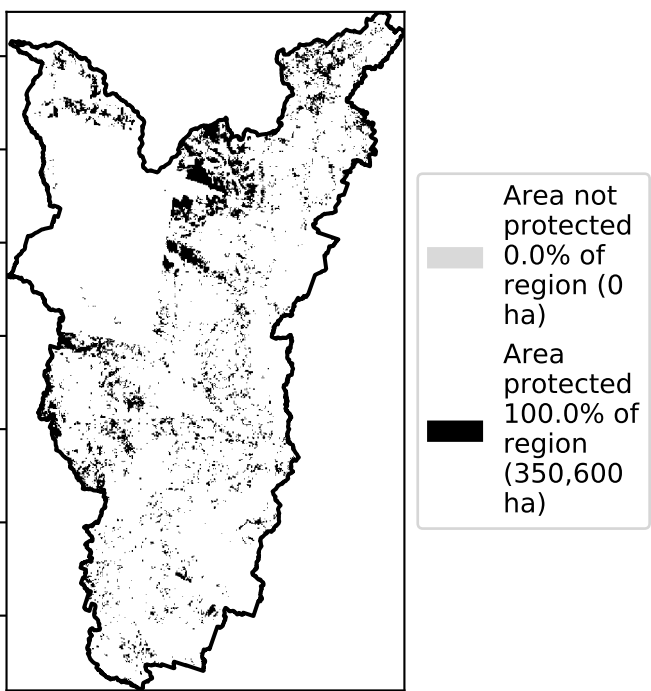 Area not
protected
0.0% of
region (0
ha)
Area
protected
100.0% of
region
(350,600
ha)